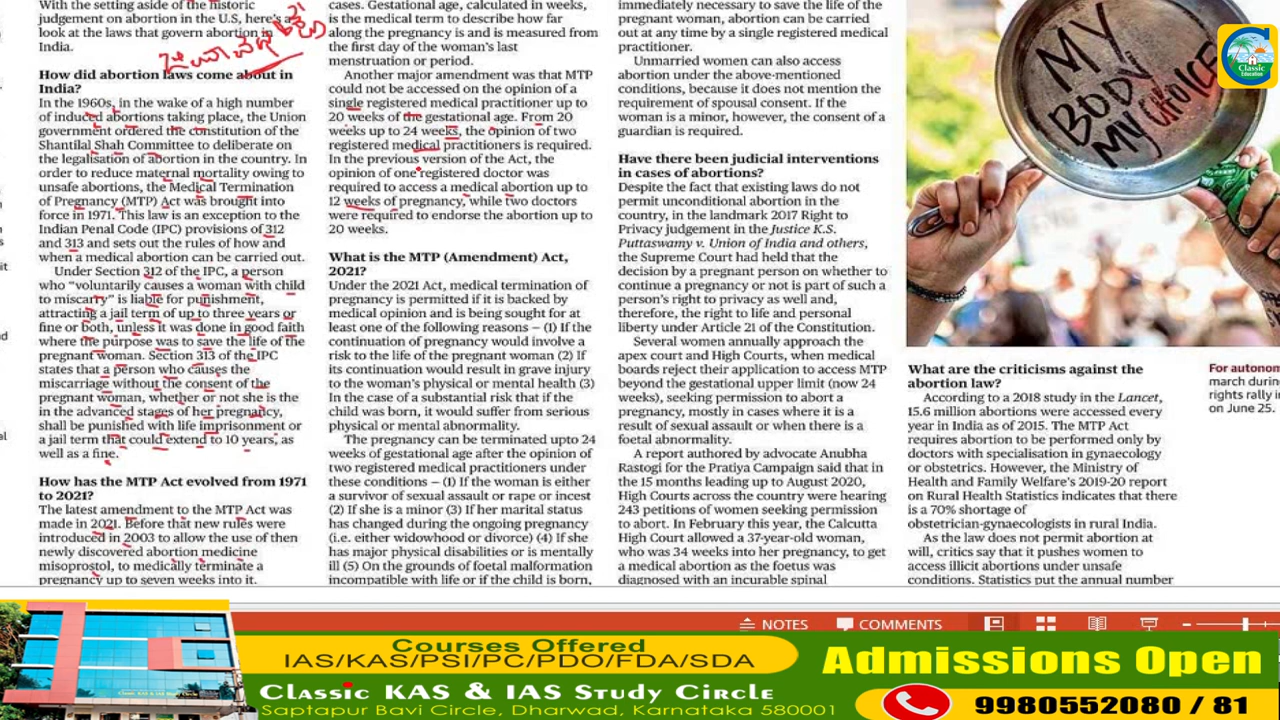 With the setting aside of the historic
judgement on abortion in the U.S, here's a
look at the laws that govern abortion in
India.
How did abortion laws come about in
India?
In the 1960s, in the wake of a high number
of induced abortions taking place, the Union
government ordered the constitution of the
Shantilal Shah Committee to deliberate on
the legalisation of abortion in the country. In
order to reduce maternal mortality owing to
unsafe abortions, the Medical Termination
of Pregnancy (MTP) Act was brought into
force in 1971. This law is an exception to the
Indian Penal Code (IPC) provisions of 312
and 313 and sets out the rules of how and
when a medical abortion can be carried out.
Under Section 312 of the IPC, a person
who "voluntarily causes a woman with child
to miscarry" is liable for punishment,
attracting a jail term of up to three years or
fine or both, unless it was done in good faith
where the purpose was to save the life of the
pregnant woman. Section 313 of the IPC
states that a person who causes the
miscarriage without the consent of the
pregnant woman, whether or not she is the
in the advanced stages of her pregnancy,
shall be punished with life imprisonment or
a jail term that could extend to 10 years, as
well as a fine.
How has the MTP Act evolved from 1971
to 2021?
The latest amendment to the MTP Act was
made in 2021. Before that new rules were
introduced in 2003 to allow the use of then
newly discovered abortion medicine
misoprostol, to medically terminate a
pregnancy up to seven weeks into it.
cases. Gestational age, calculated in weeks,
is the medical term to describe how far
along the pregnancy is and is measured from
the first day of the woman's last
menstruation or period.
Another major amendment was that MTP
could not be accessed on the opinion of a
single registered medical practitioner up to
20 weeks of the gestational age. From 20
weeks up to 24 weeks, the opinion of two
registered medical practitioners is required.
In the previous version of the Act, the
opinion of one registered doctor was
required to access a medical abortion up to
12 weeks of pregnancy, while two doctors
were required to endorse the abortion up to
20 weeks.
What is the MTP (Amendment) Act,
2021?
Under the 2021 Act, medical termination of
pregnancy is permitted if it is backed by
medical opinion and is being sought for at
least one of the following reasons – (1) If the
continuation of pregnancy would involve a
risk to the life of the pregnant woman (2) If
its continuation would result in grave injury
to the woman's physical or mental health (3)
In the case of a substantial risk that if the
child was born, it would suffer from serious
physical or mental abnormality.
The pregnancy can be terminated upto 24
weeks of gestational age after the opinion of
two registered medical practitioners under
these conditions – (1) If the woman is either
a survivor of sexual assault or rape or incest
(2) If she is a minor (3) If her marital status
has changed during the ongoing pregnancy
(i.e. either widowhood or divorce) (4) If she
has major physical disabilities or is mentally
ill (5) On the grounds of foetal malformation
incompatible with life or if the child is born,
immediately necessary to save the life of the
pregnant woman, abortion can be carried
out at any time by a single registered medical
practitioner.
Unmarried women can also access
abortion under the above-mentioned
conditions, because it does not mention the
requirement of spousal consent. If the
woman is a minor, however, the consent of a
guardian is required.
Have there been judicial interventions
in cases of abortions?
Despite the fact that existing laws do not
permit unconditional abortion in the
country, in the landmark 2017 Right to
Privacy judgement in the Justice K.S.
Puttaswamy v. Union of India and others,
the Supreme Court had held that the
decision by a pregnant person on whether to
continue a pregnancy or not is part of such a
person's right to privacy as well and,
therefore, the right to life and personal
liberty under Article 21 of the Constitution.
Several women annually approach the
apex court and High Courts, when medical
boards reject their application to access MTP
beyond the gestational upper limit (now 24
weeks), seeking permission to abort a
pregnancy, mostly in cases where it is a
result of sexual assault or when there is a
foetal abnormality.
A report authored by advocate Anubha
Rastogi for the Pratiya Campaign said that in
the 15 months leading up to August 2020,
High Courts across the country were hearing
243 petitions of women seeking permission
to abort. In February this year, the Calcutta
High Court allowed a 37-year-old woman,
who was 34 weeks into her pregnancy, to get
a medical abortion as the foetus was
diagnosed with an incurable spinal
MY
BODY
MY CHOICE
Classic
Education
What are the criticisms against the
abortion law?
According to a 2018 study in the Lancet,
15.6 million abortions were accessed every
year in India as of 2015. The MTP Act
requires abortion to be performed only by
doctors with specialisation in gynaecology
or obstetrics. However, the Ministry of
Health and Family Welfare's 2019-20 report
on Rural Health Statistics indicates that there
is a 70% shortage of
obstetrician-gynaecologists in rural India.
As the law does not permit abortion at
will, critics say that it pushes women to
access illicit abortions under unsafe
conditions. Statistics put the annual number
For autono
march durin
rights rally i
on June 25.
NOTES
COMMENTS
Courses Offered
IAS/KAS/PSI/PC/PDO/FDA/SDA
Classic KAS & IAS Study Circle
Saptapur Bavi Circle, Dharwad, Karnataka 580001
Admissions Open
9980552080 / 81